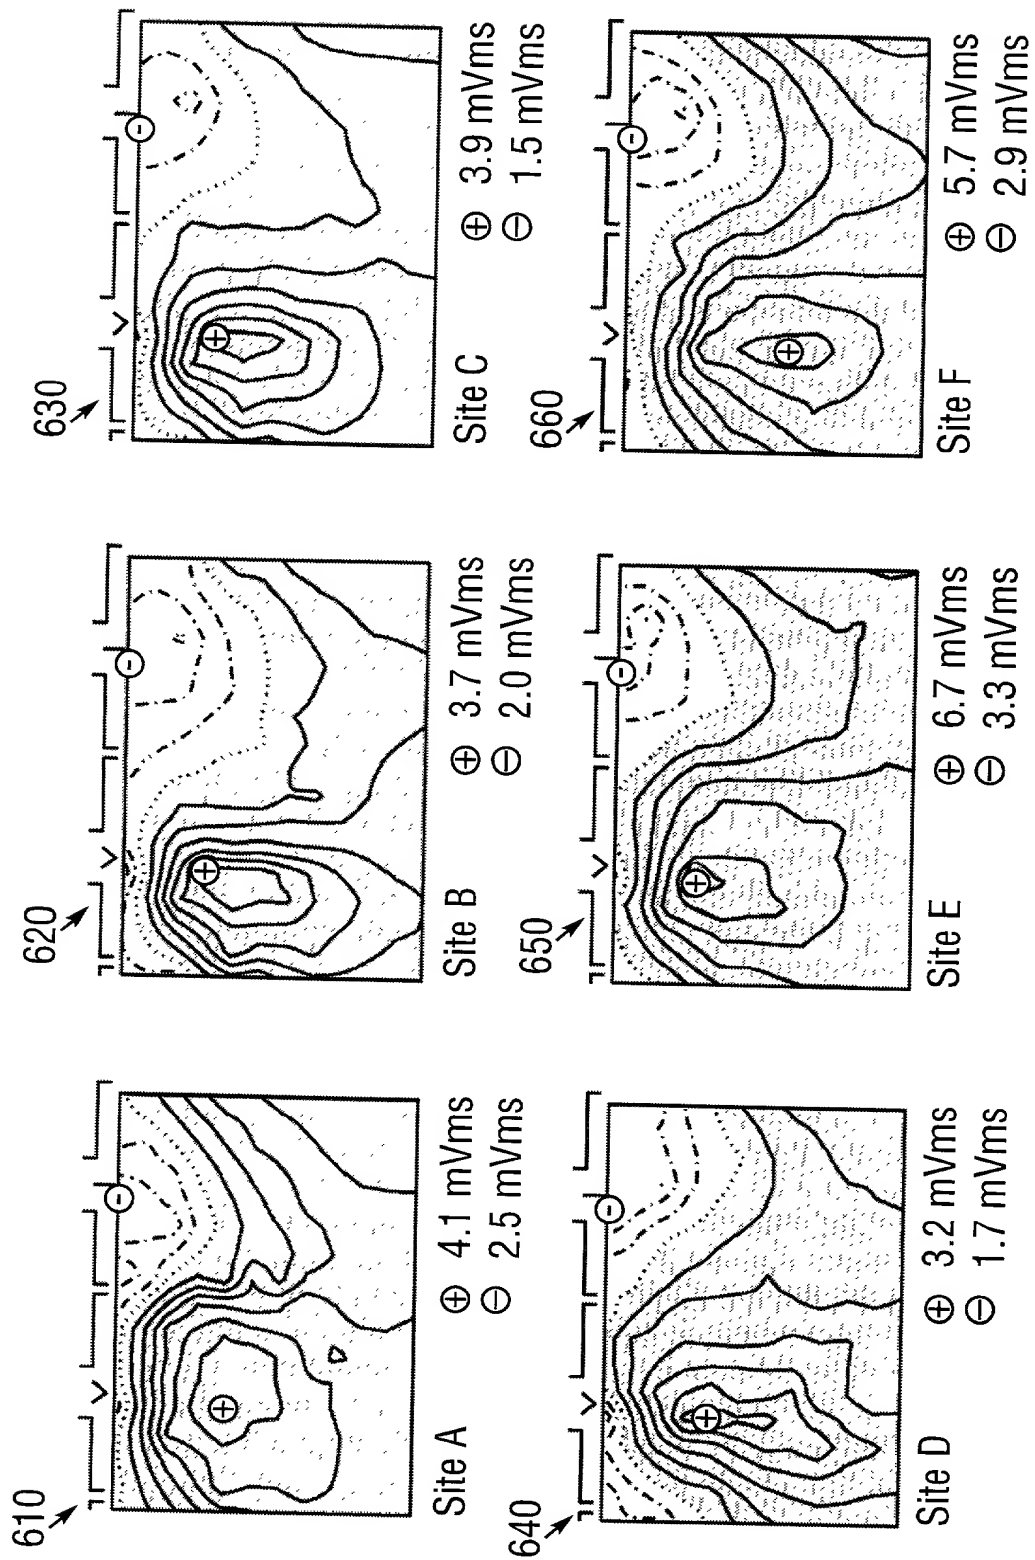 610
V
⊖
⊕
Site A
⊕ 4.1 mVms
⊖ 2.5 mVms
620
V
⊖
⊕
Site B
⊕ 3.7 mVms
⊖ 2.0 mVms
630
V
⊖
⊕
Site C
⊕ 3.9 mVms
⊖ 1.5 mVms
640
V
⊖
⊕
Site D
⊕ 3.2 mVms
⊖ 1.7 mVms
650
V
⊖
⊕
Site E
⊕ 6.7 mVms
⊖ 3.3 mVms
660
V
⊖
⊕
Site F
⊕ 5.7 mVms
⊖ 2.9 mVms